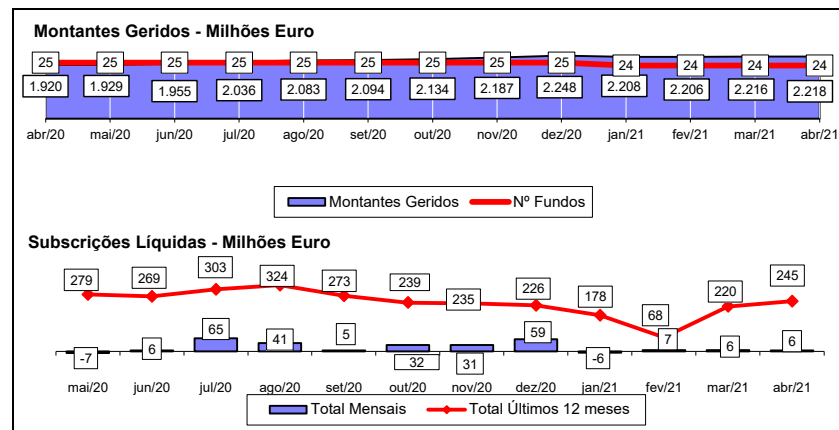 Montantes Geridos - Milhões Euro
25 25 25 25 25 25 25 25 25 24 24 24 24
1.920 1.929 1.955 2.036 2.083 2.094 2.134 2.187 2.248 2.208 2.206 2.216 2.218
abr/20 mai/20 jun/20 jul/20 ago/20 set/20 out/20 nov/20 dez/20 jan/21 fev/21 mar/21 abr/21
Montantes Geridos Nº Fundos
Subscrições Líquidas - Milhões Euro
279 269 303 324 273 239 235 226 178 68 220 245
-7 6 65 41 5 32 31 59 -6 7 6 6
mai/20 jun/20 jul/20 ago/20 set/20 out/20 nov/20 dez/20 jan/21 fev/21 mar/21 abr/21
Total Mensais Total Últimos 12 meses